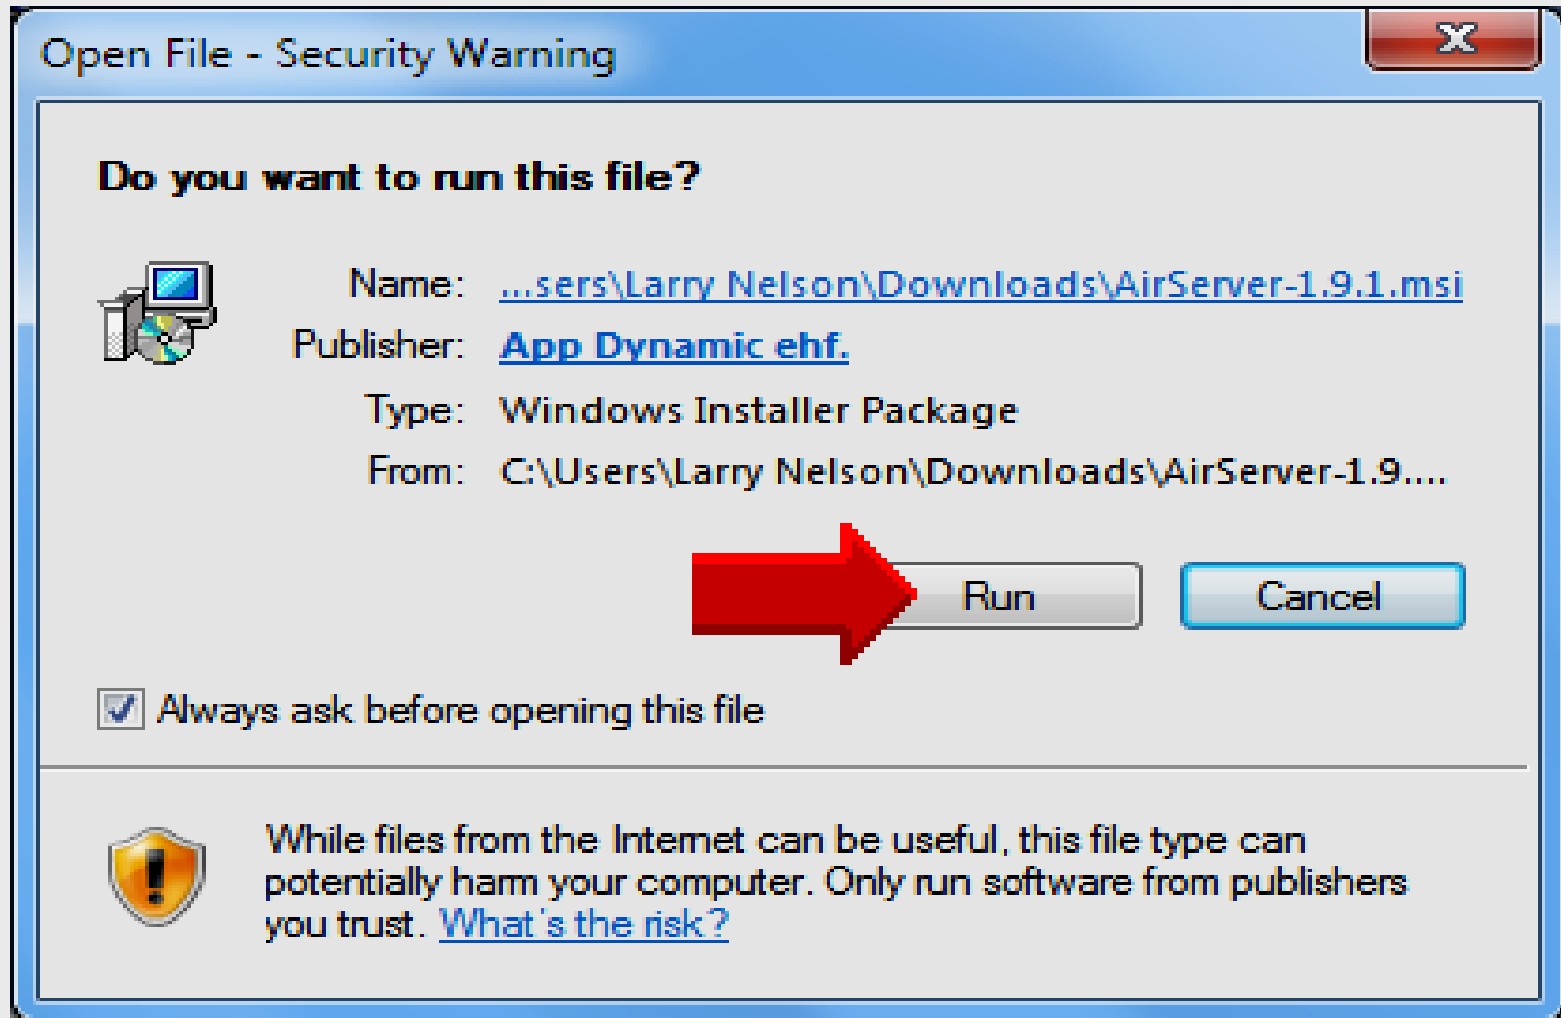 Open File - Security Warning
Do you want to run this file?
Name: ...sers\Larry Nelson\Downloads\AirServer-1.9.1.msi
Publisher: App Dynamic ehf.
Type: Windows Installer Package
From: C:\Users\Larry Nelson\Downloads\AirServer-1.9....
Run Cancel
Always ask before opening this file
While files from the Internet can be useful, this file type can
potentially harm your computer. Only run software from publishers
you trust. What's the risk?